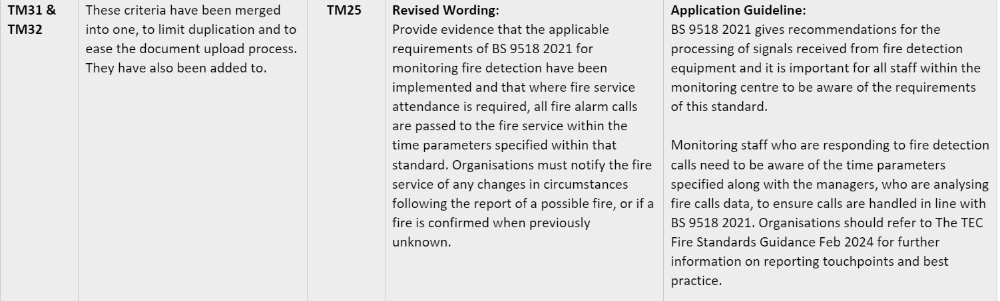 TM31 &
TM32
These criteria have been merged
into one, to limit duplication and to
ease the document upload process.
They have also been added to.
TM25
Revised Wording:
Provide evidence that the applicable
requirements of BS 9518 2021 for
monitoring fire detection have been
implemented and that where fire service
attendance is required, all fire alarm calls
are passed to the fire service within the
time parameters specified within that
standard. Organisations must notify the fire
service of any changes in circumstances
following the report of a possible fire, or if a
fire is confirmed when previously
unknown.
Application Guideline:
BS 9518 2021 gives recommendations for the
processing of signals received from fire detection
equipment and it is important for all staff within the
monitoring centre to be aware of the requirements
of this standard.
Monitoring staff who are responding to fire detection
calls need to be aware of the time parameters
specified along with the managers, who are analysing
fire calls data, to ensure calls are handled in line with
BS 9518 2021. Organisations should refer to The TEC
Fire Standards Guidance Feb 2024 for further
information on reporting touchpoints and best
practice.